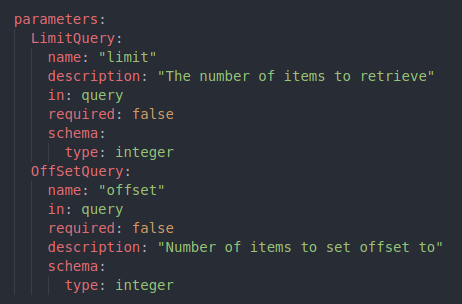 parameters:
  LimitQuery:
    name: "limit"
    description: "The number of items to retrieve"
    in: query
    required: false
    schema:
      type: integer
  OffSetQuery:
    name: "offset"
    in: query
    required: false
    description: "Number of items to set offset to"
    schema:
      type: integer